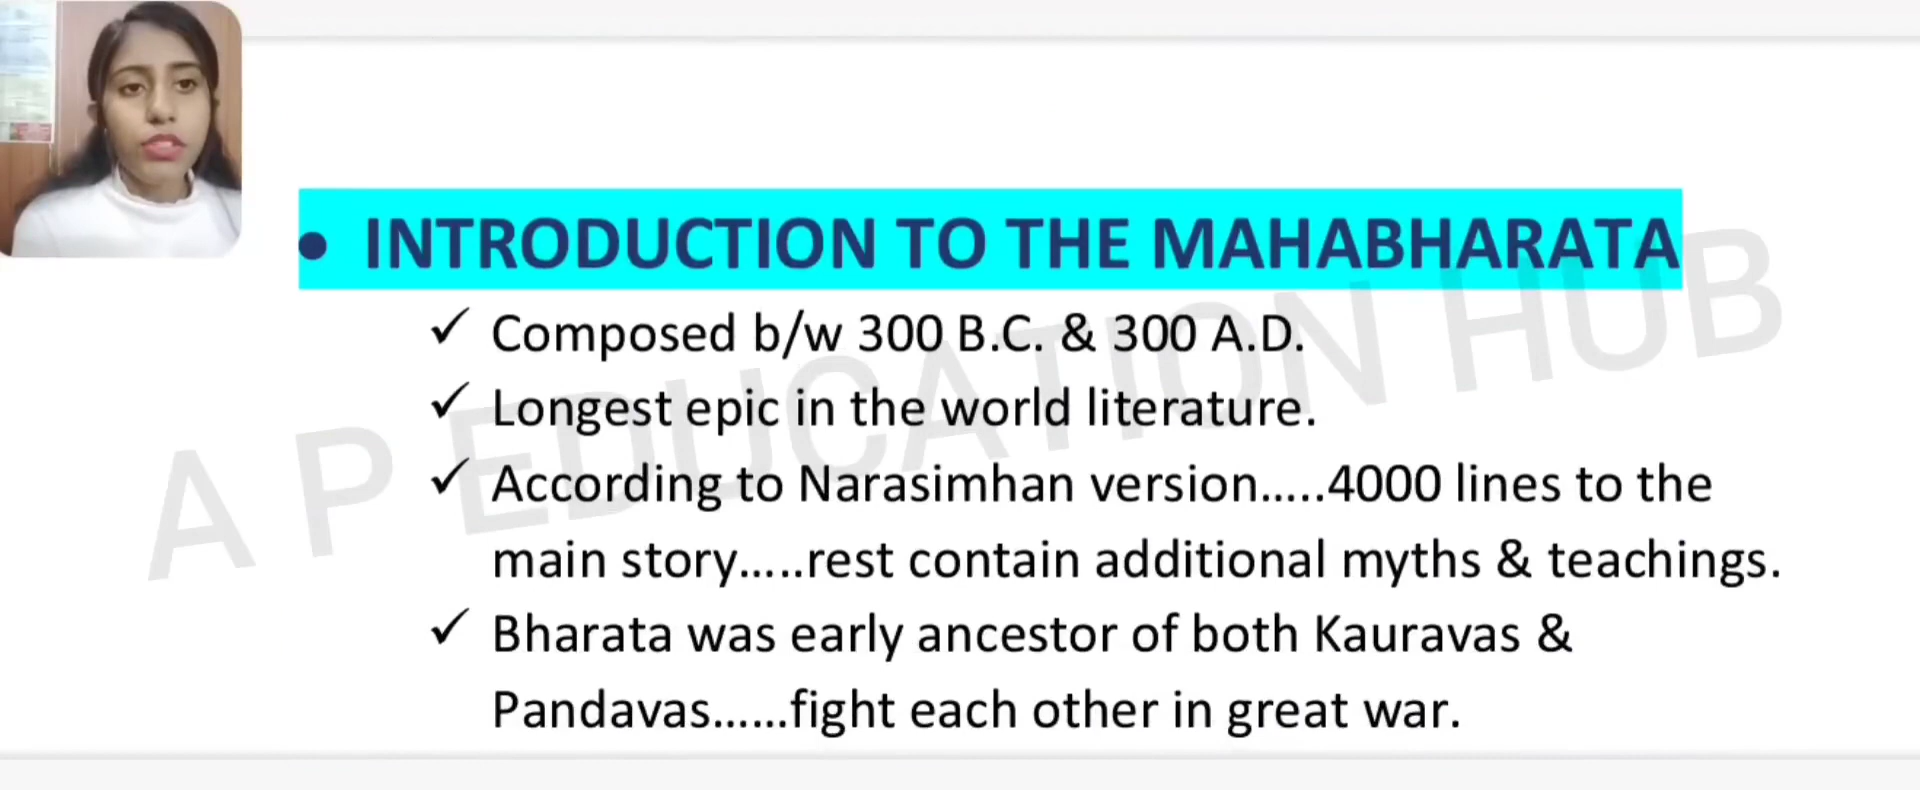 • INTRODUCTION TO THE MAHABHARATA
✓ Composed b/w 300 B.C. & 300 A.D.
✓ Longest epic in the world literature.
✓ According to Narasimhan version.....4000 lines to the
main story.....rest contain additional myths & teachings.
✓ Bharata was early ancestor of both Kauravas &
Pandavas......fight each other in great war.
A P EDUCATION HUB